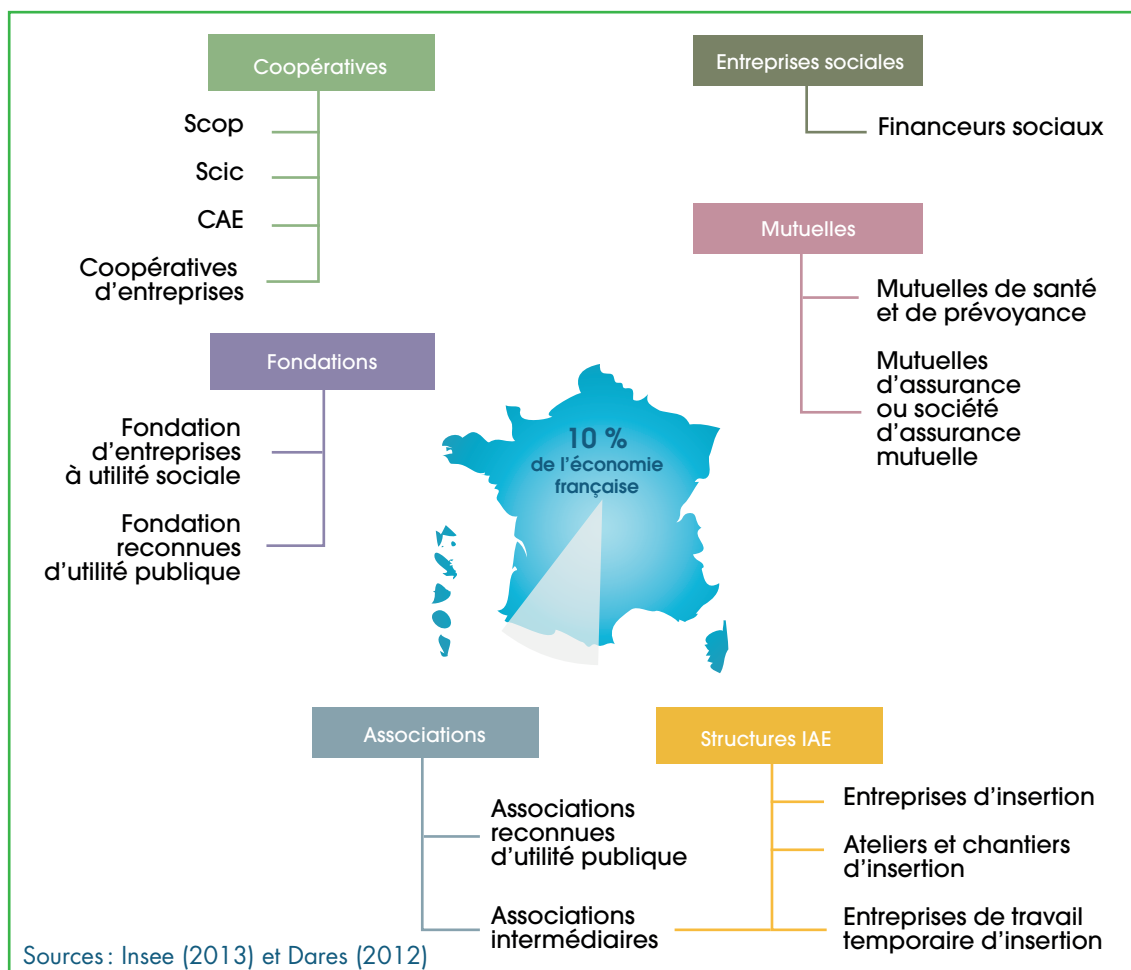 Coopératives
Scop
Scic
CAE
Coopératives
d'entreprises
Entreprises sociales
Financeurs sociaux
Mutuelles
Mutuelles de santé
et de prévoyance
Mutuelles
d'assurance
ou société
d'assurance
mutuelle
Fondations
Fondation
d'entreprises
à utilité sociale
Fondation
reconnues
d'utilité publique
10 %
de l'économie
française
Associations
Associations
reconnues
d'utilité publique
Associations
intermédiaires
Structures IAE
Entreprises d'insertion
Ateliers et chantiers
d'insertion
Entreprises de travail
temporaire d'insertion
Sources : Insee (2013) et Dares (2012)